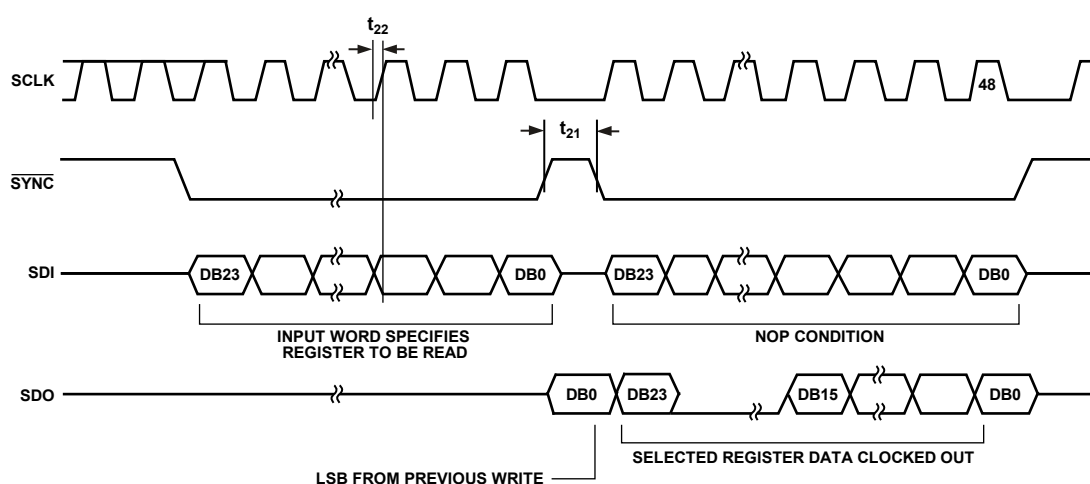 t22
SCLK
48
t21
SYNC
SDI
DB23
DB0
DB23
DB0
INPUT WORD SPECIFIES
REGISTER TO BE READ
NOP CONDITION
SDO
DB0
DB23
DB15
DB0
SELECTED REGISTER DATA CLOCKED OUT
LSB FROM PREVIOUS WRITE